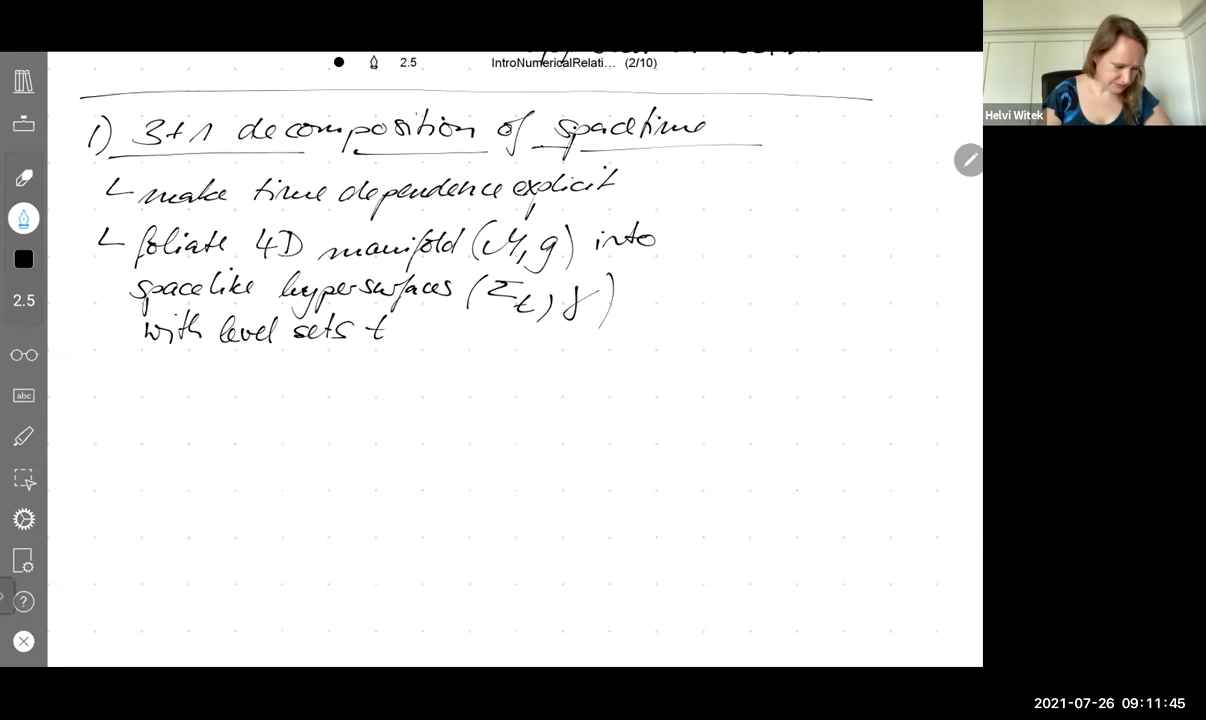 2.5 IntroNumericalRelati... (2/10)
Helvi Witek
1) 3+1 decomposition of spacetime
make time dependence explicit
foliate 4D manifold (M, g) into
spacelike hypersurfaces (Σt, γ)
with level sets t
abc
2.5
?
2021-07-26 09:11:45